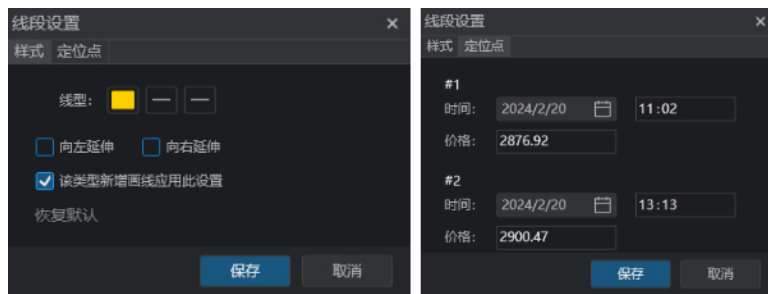 线段设置
样式 定位点
线型:
向左延伸 向右延伸
该类型新增画线应用此设置
恢复默认
保存 取消
线段设置
样式 定位点
#1
时间: 2024/2/20 11:02
价格: 2876.92
#2
时间: 2024/2/20 13:13
价格: 2900.47
保存 取消